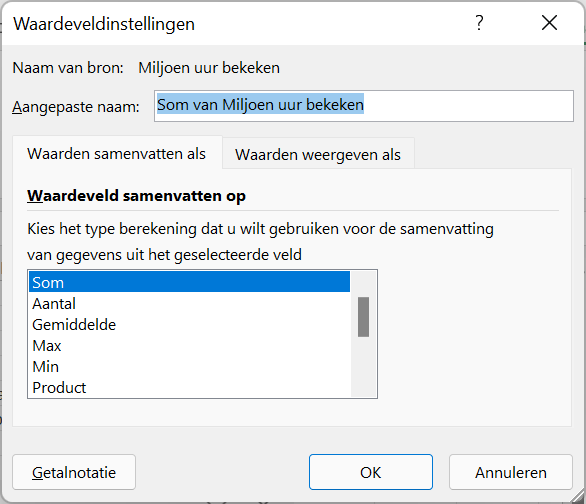 Waardeveldinstellingen
Naam van bron: Miljoen uur bekeken
Aangepaste naam: Som van Miljoen uur bekeken
Waarden samenvatten als Waarden weergeven als
Waardeveld samenvatten op
Kies het type berekening dat u wilt gebruiken voor de samenvatting
van gegevens uit het geselecteerde veld
Som
Aantal
Gemiddelde
Max
Min
Product
Getalnotatie OK Annuleren